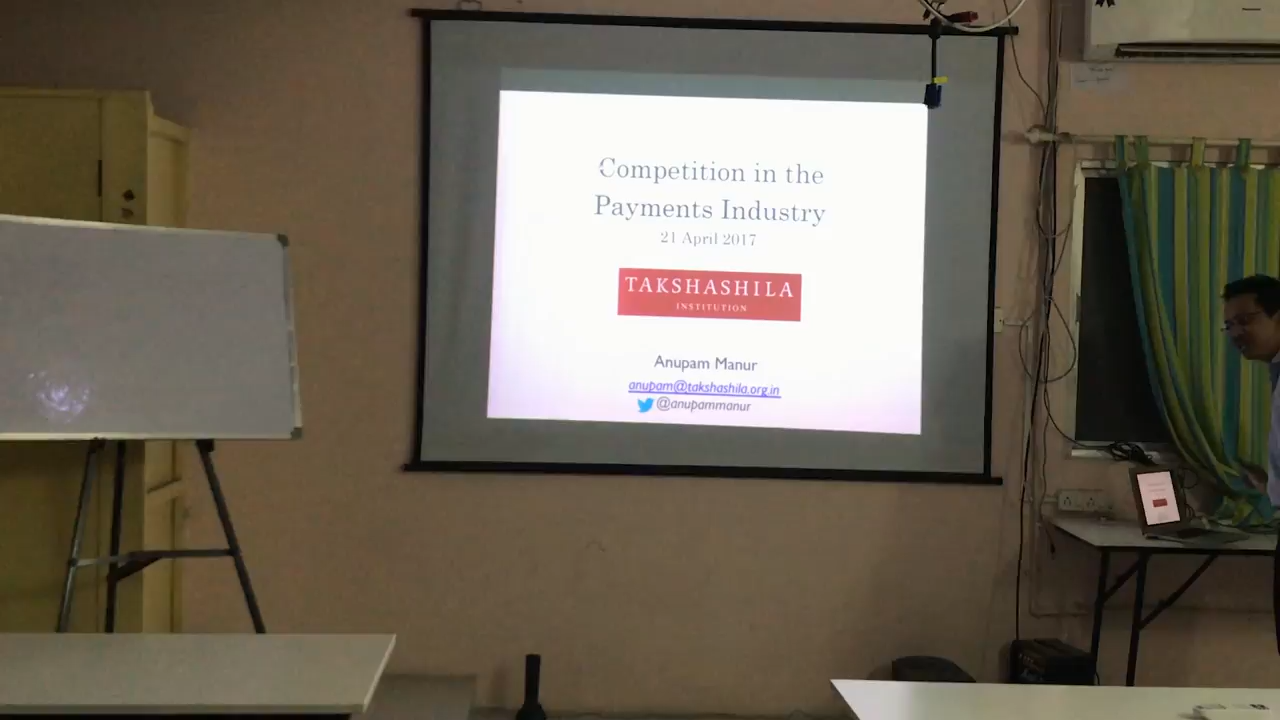 Competition in the
Payments Industry
21 April 2017
TAKSHASHILA
INSTITUTION
Anupam Manur
anupam@takshashila.org.in
@anupammanur